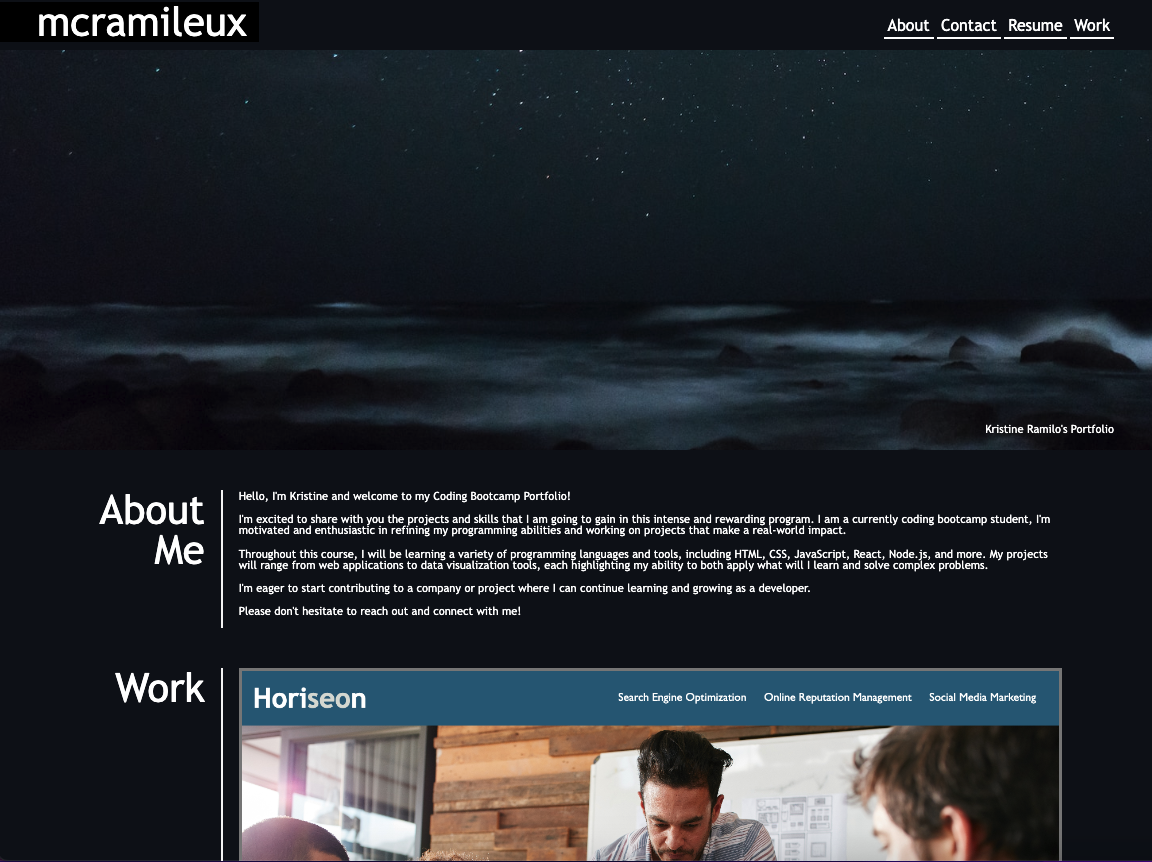 mcramileux
About Contact Resume Work
Kristine Ramilo's Portfolio
About
Me
Hello, I'm Kristine and welcome to my Coding Bootcamp Portfolio!
I'm excited to share with you the projects and skills that I am going to gain in this intense and rewarding program. I am a currently coding bootcamp student, I'm
motivated and enthusiastic in refining my programming abilities and working on projects that make a real-world impact.
Throughout this course, I will be learning a variety of programming languages and tools, including HTML, CSS, JavaScript, React, Node.js, and more. My projects
will range from web applications to data visualization tools, each highlighting my ability to both apply what will I learn and solve complex problems.
I'm eager to start contributing to a company or project where I can continue learning and growing as a developer.
Please don't hesitate to reach out and connect with me!
Work
Horiseon
Search Engine Optimization Online Reputation Management Social Media Marketing